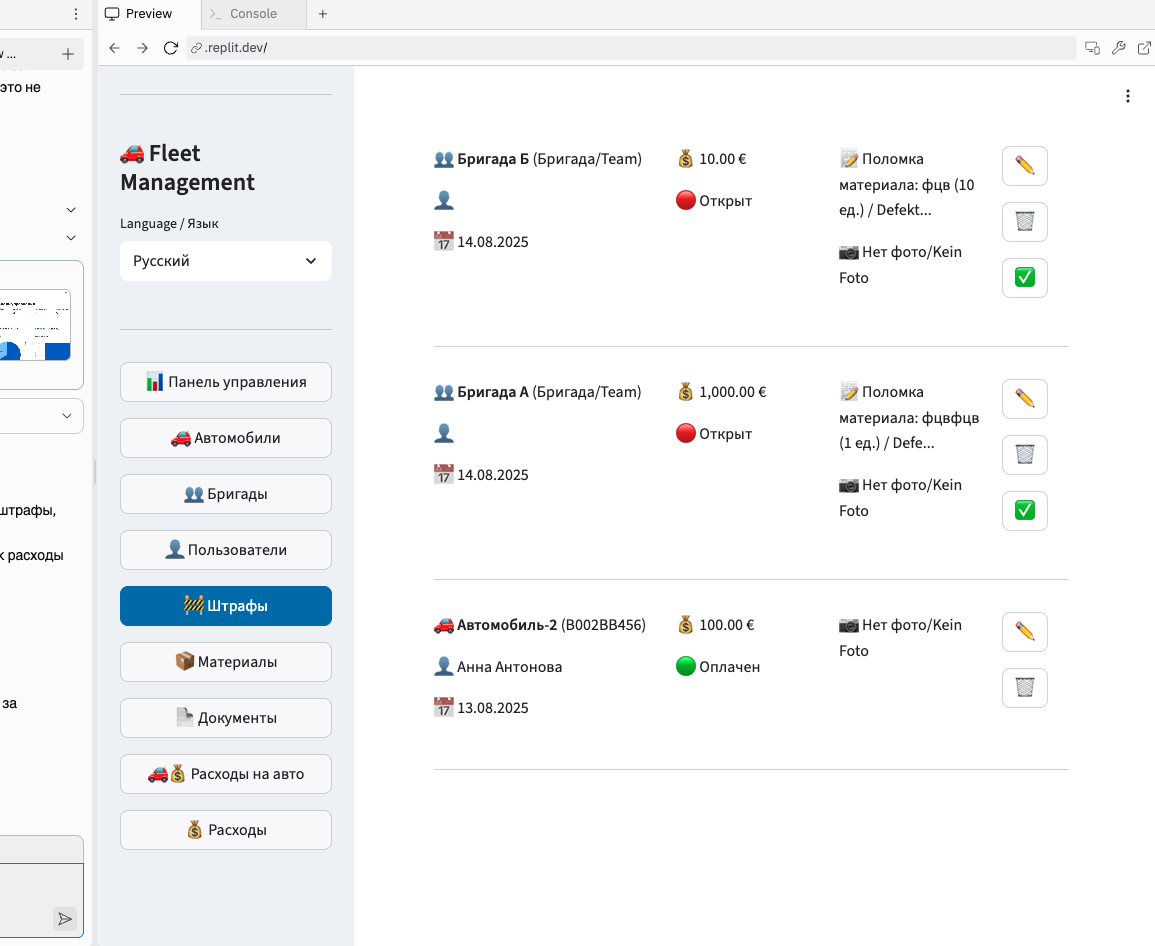 Preview
Console
w ...
.replit.dev/
это не
штрафы,
к расходы
за
Fleet
Management
Language / Язык
Русский
Панель управления
Автомобили
Бригады
Пользователи
Штрафы
Материалы
Документы
Расходы на авто
Расходы
Бригада Б (Бригада/Team)
17 14.08.2025
10.00 €
Открыт
Поломка
материала: фцв (10
ед.) / Defekt...
Нет фото/Kein
Foto
Бригада А (Бригада/Team)
17 14.08.2025
1,000.00 €
Открыт
Поломка
материала: фцвфцв
(1 ед.) / Defe...
Нет фото/Kein
Foto
Автомобиль-2 (B002BB456)
Анна Антонова
17 13.08.2025
100.00 €
Оплачен
Нет фото/Kein
Foto